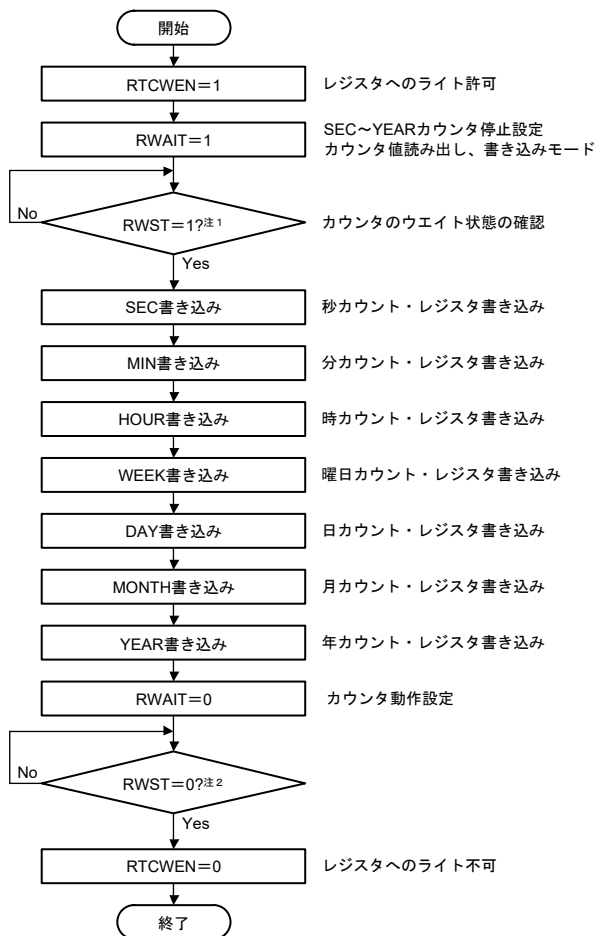 開始
RTCWEN＝1
レジスタへのライト許可
RWAIT＝1
SEC～YEARカウンタ停止設定
カウンタ値読み出し、書き込みモード
No
RWST＝1?注1
カウンタのウエイト状態の確認
Yes
SEC書き込み
秒カウント・レジスタ書き込み
MIN書き込み
分カウント・レジスタ書き込み
HOUR書き込み
時カウント・レジスタ書き込み
WEEK書き込み
曜日カウント・レジスタ書き込み
DAY書き込み
日カウント・レジスタ書き込み
MONTH書き込み
月カウント・レジスタ書き込み
YEAR書き込み
年カウント・レジスタ書き込み
RWAIT＝0
カウンタ動作設定
No
RWST＝0?注2
Yes
RTCWEN＝0
レジスタへのライト不可
終了